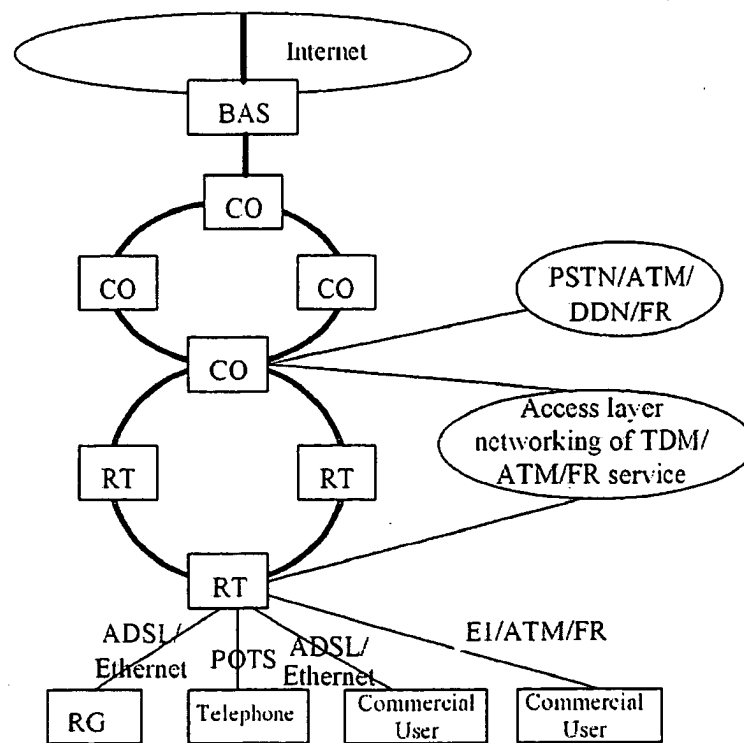 Internet
BAS
CO
CO
CO
PSTN/ATM/
DDN/FR
CO
Access layer
networking of TDM/
ATM/FR service
RT
RT
RT
ADSL/
Ethernet
POTS
ADSL/
Ethernet
E1/ATM/FR
RG
Telephone
Commercial
User
Commercial
User